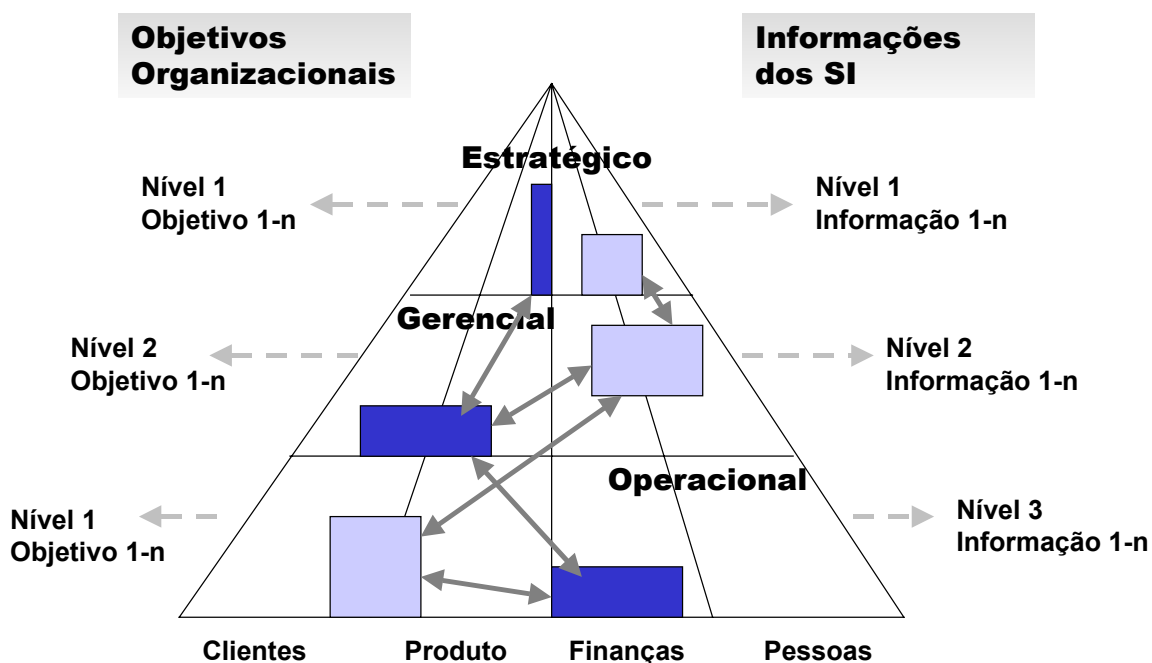 Objetivos
Organizacionais
Informações
dos SI
Estratégico
Nível 1
Objetivo 1-n
Nível 1
Informação 1-n
Gerencial
Nível 2
Objetivo 1-n
Nível 2
Informação 1-n
Operacional
Nível 1
Objetivo 1-n
Nível 3
Informação 1-n
Clientes
Produto
Finanças
Pessoas